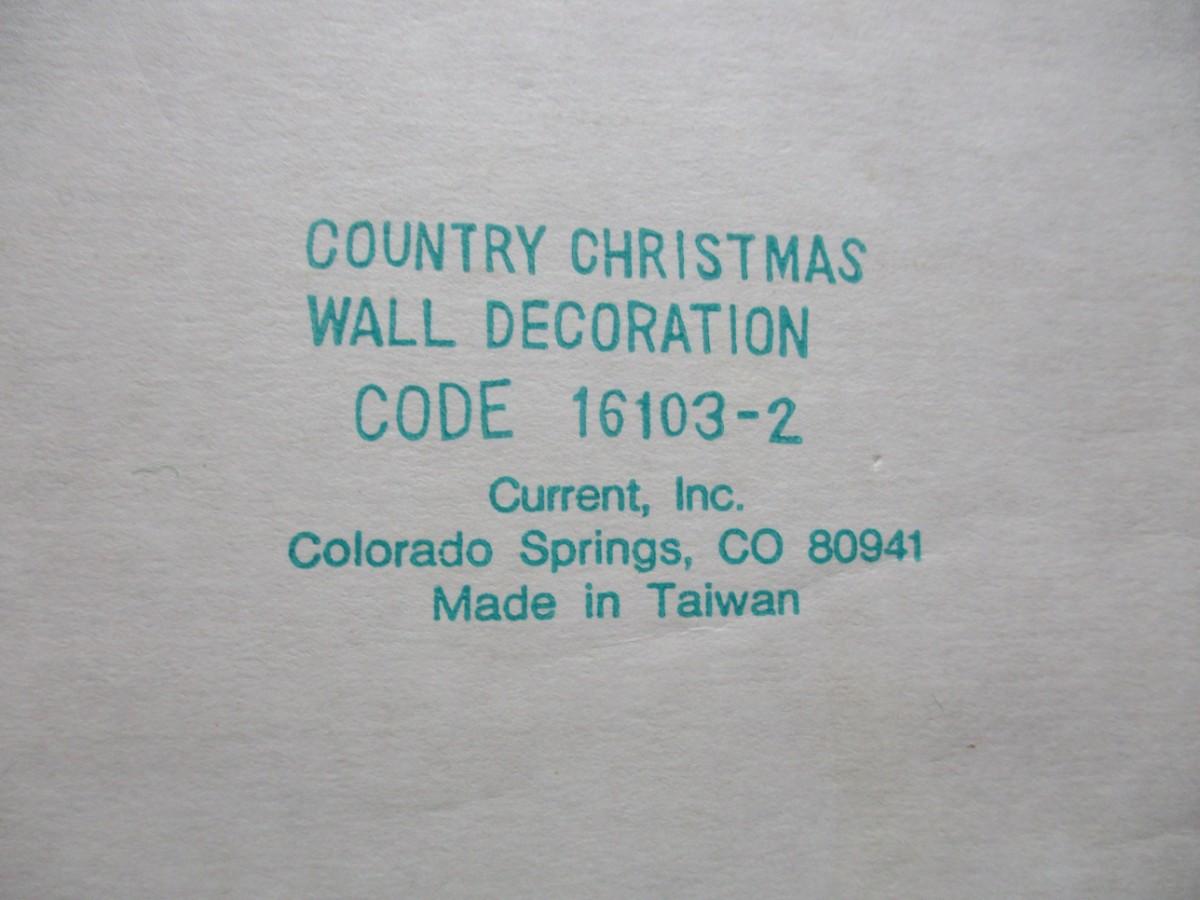 COUNTRY CHRISTMAS
WALL DECORATION
CODE 16103-2
Current, Inc.
Colorado Springs, CO 80941
Made in Taiwan